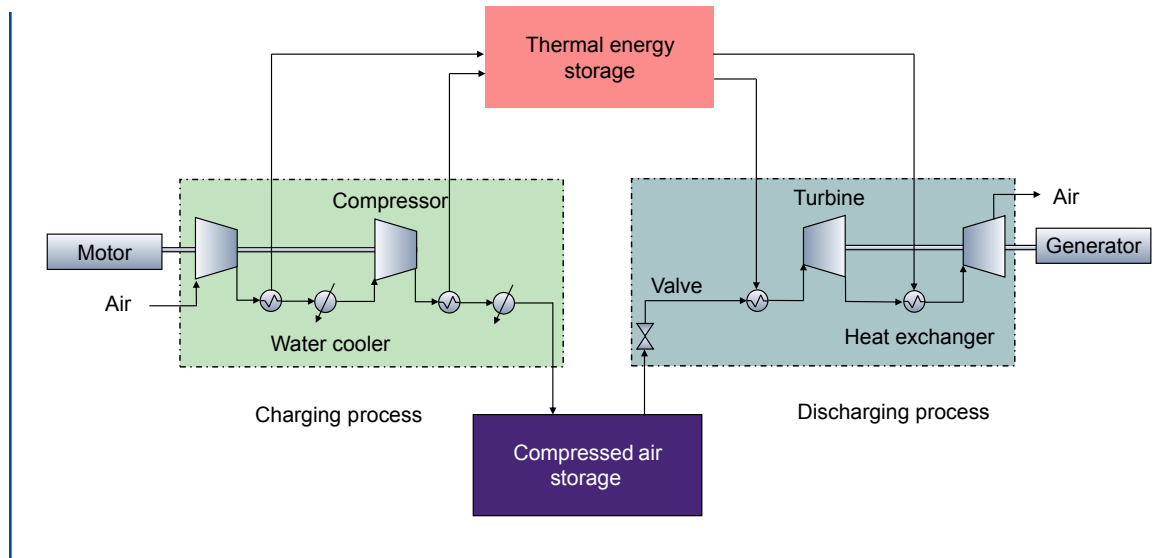 Thermal energy
storage
Compressor
Turbine
Air
Motor
Generator
Air
Valve
Water cooler
Heat exchanger
Charging process
Discharging process
Compressed air
storage